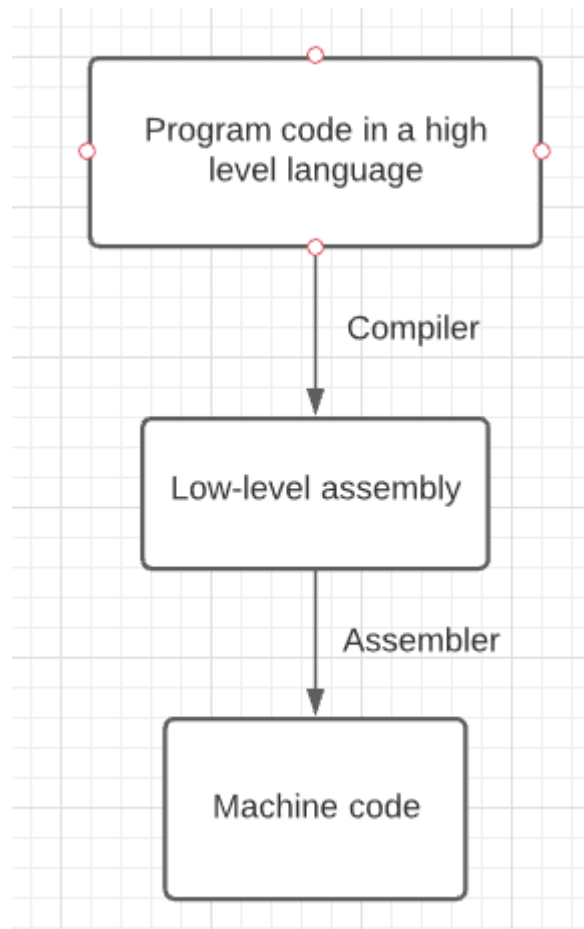 Program code in a high
level language
Compiler
Low-level assembly
Assembler
Machine code